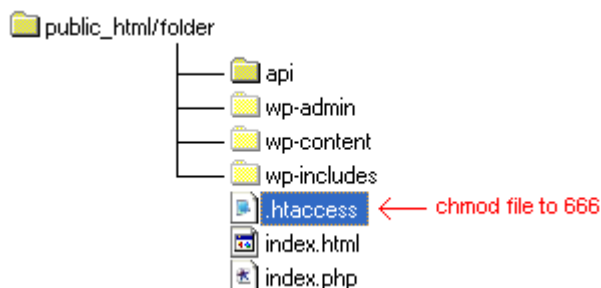 public_html/folder
api
wp-admin
wp-content
wp-includes
.htaccess chmod file to 666
index.html
index.php